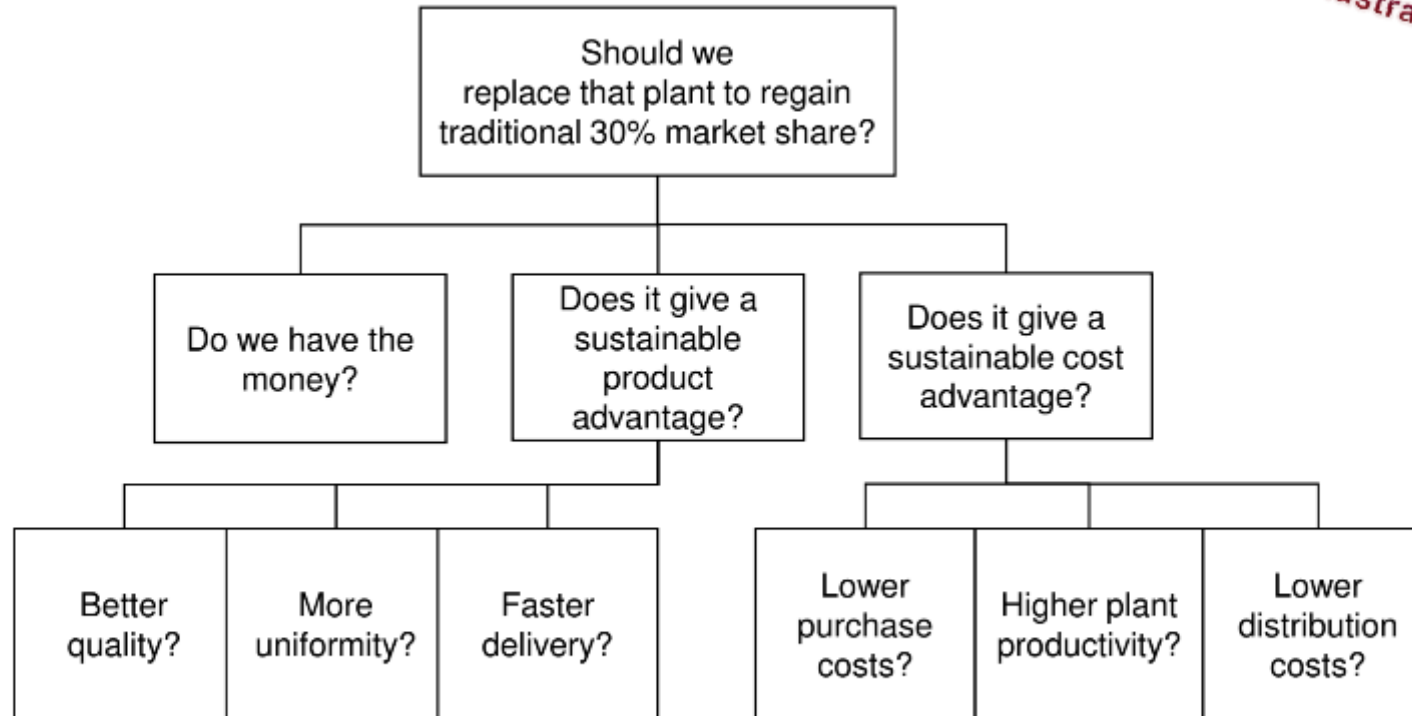 Should we
replace that plant to regain
traditional 30% market share?
Do we have the
money?
Does it give a
sustainable
product
advantage?
Does it give a
sustainable cost
advantage?
Better
quality?
More
uniformity?
Faster
delivery?
Lower
purchase
costs?
Higher plant
productivity?
Lower
distribution
costs?